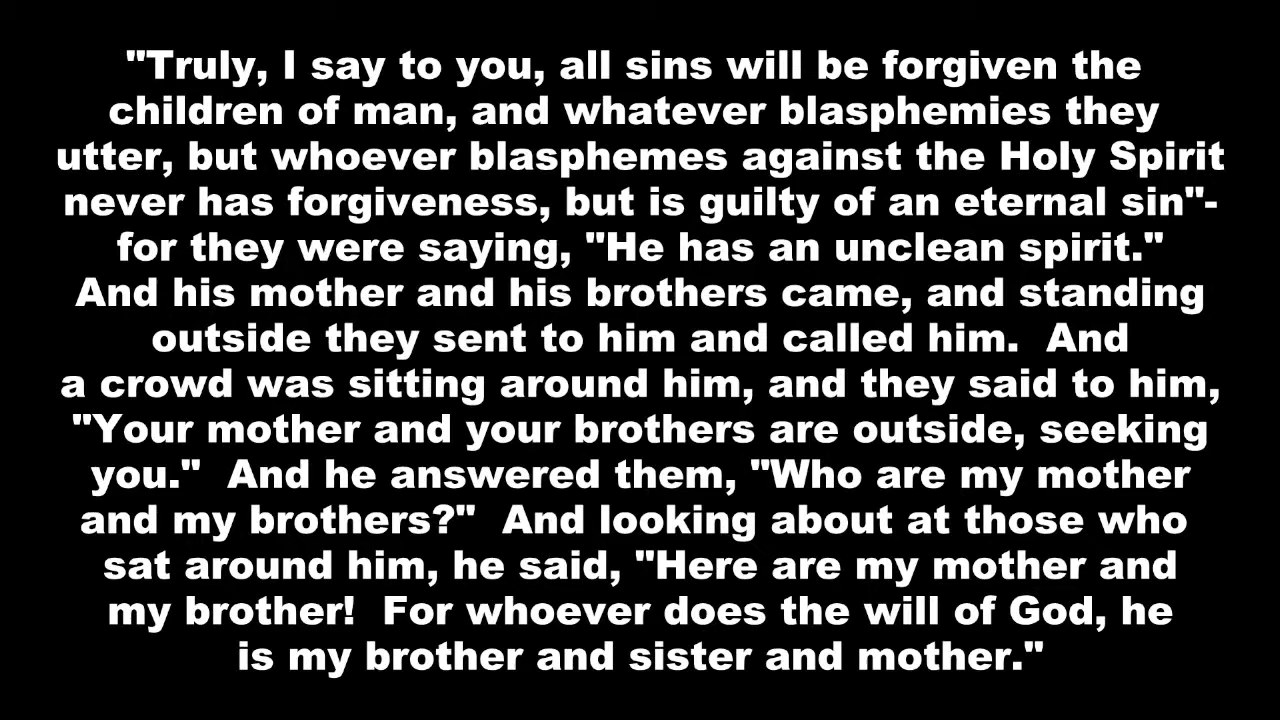 "Truly, I say to you, all sins will be forgiven the
children of man, and whatever blasphemies they
utter, but whoever blasphemes against the Holy Spirit
never has forgiveness, but is guilty of an eternal sin"-
for they were saying, "He has an unclean spirit."
And his mother and his brothers came, and standing
outside they sent to him and called him.  And
a crowd was sitting around him, and they said to him,
"Your mother and your brothers are outside, seeking
you."  And he answered them, "Who are my mother
and my brothers?"  And looking about at those who
sat around him, he said, "Here are my mother and
my brother!  For whoever does the will of God, he
is my brother and sister and mother."